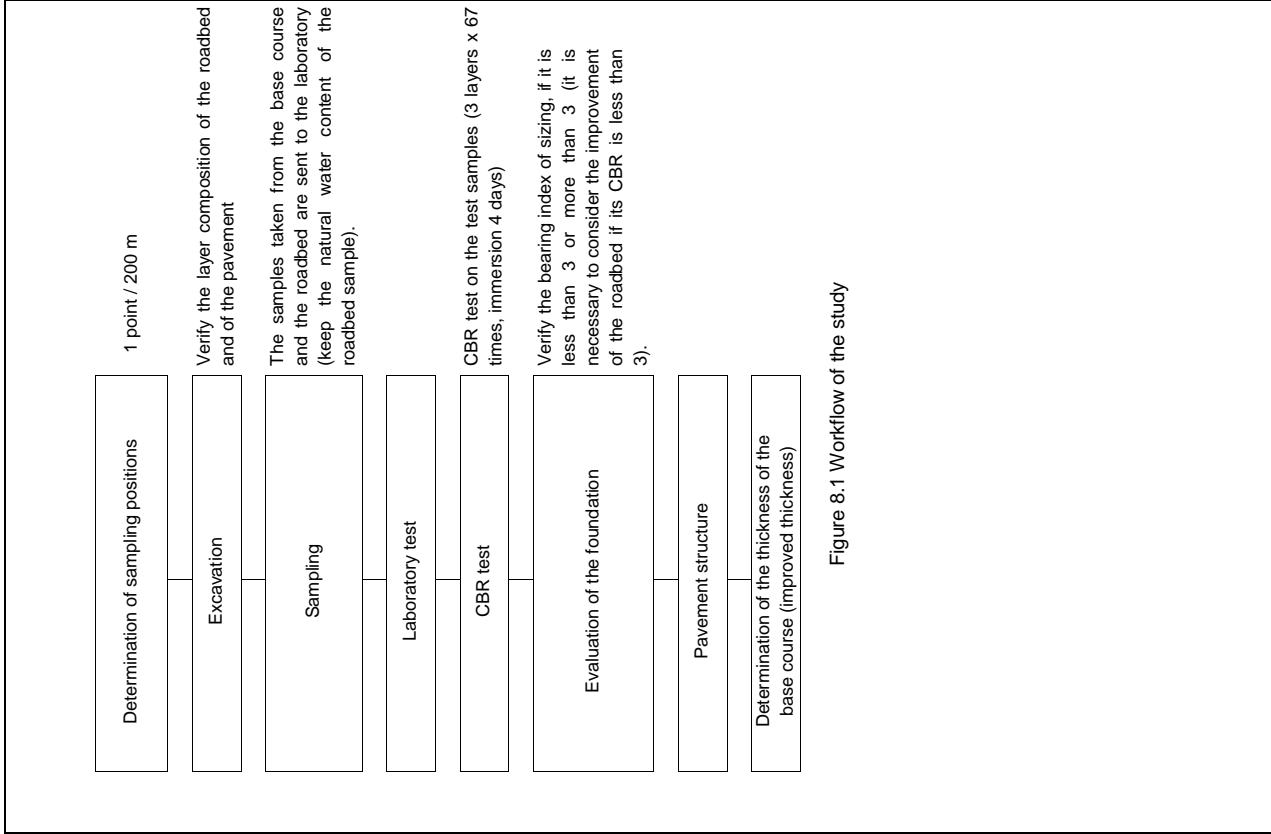 Determination of sampling positions
1 point / 200 m
Excavation
Verify the layer composition of the roadbed
and of the pavement
Sampling
The samples taken from the base course
and the roadbed are sent to the laboratory
(keep the natural water content of the
roadbed sample).
Laboratory test
CBR test
CBR test on the test samples (3 layers x 67
times, immersion 4 days)
Evaluation of the foundation
Verify the bearing index of sizing, if it is
less than 3 or more than 3 (it is
necessary to consider the improvement
of the roadbed if its CBR is less than
3).
Pavement structure
Determination of the thickness of the
base course (improved thickness)
Figure 8.1 Workflow of the study